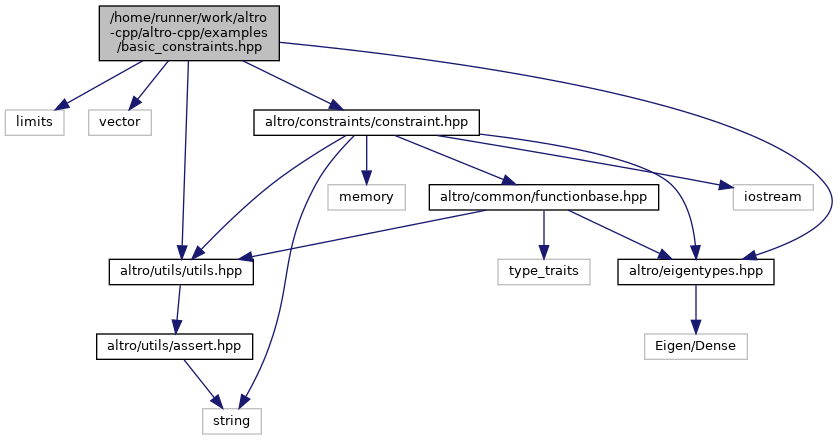 /home/runner/work/altro
-cpp/altro-cpp/examples
/basic_constraints.hpp
limits
vector
altro/constraints/constraint.hpp
memory
altro/common/functionbase.hpp
iostream
altro/utils/utils.hpp
type_traits
altro/eigentypes.hpp
altro/utils/assert.hpp
Eigen/Dense
string